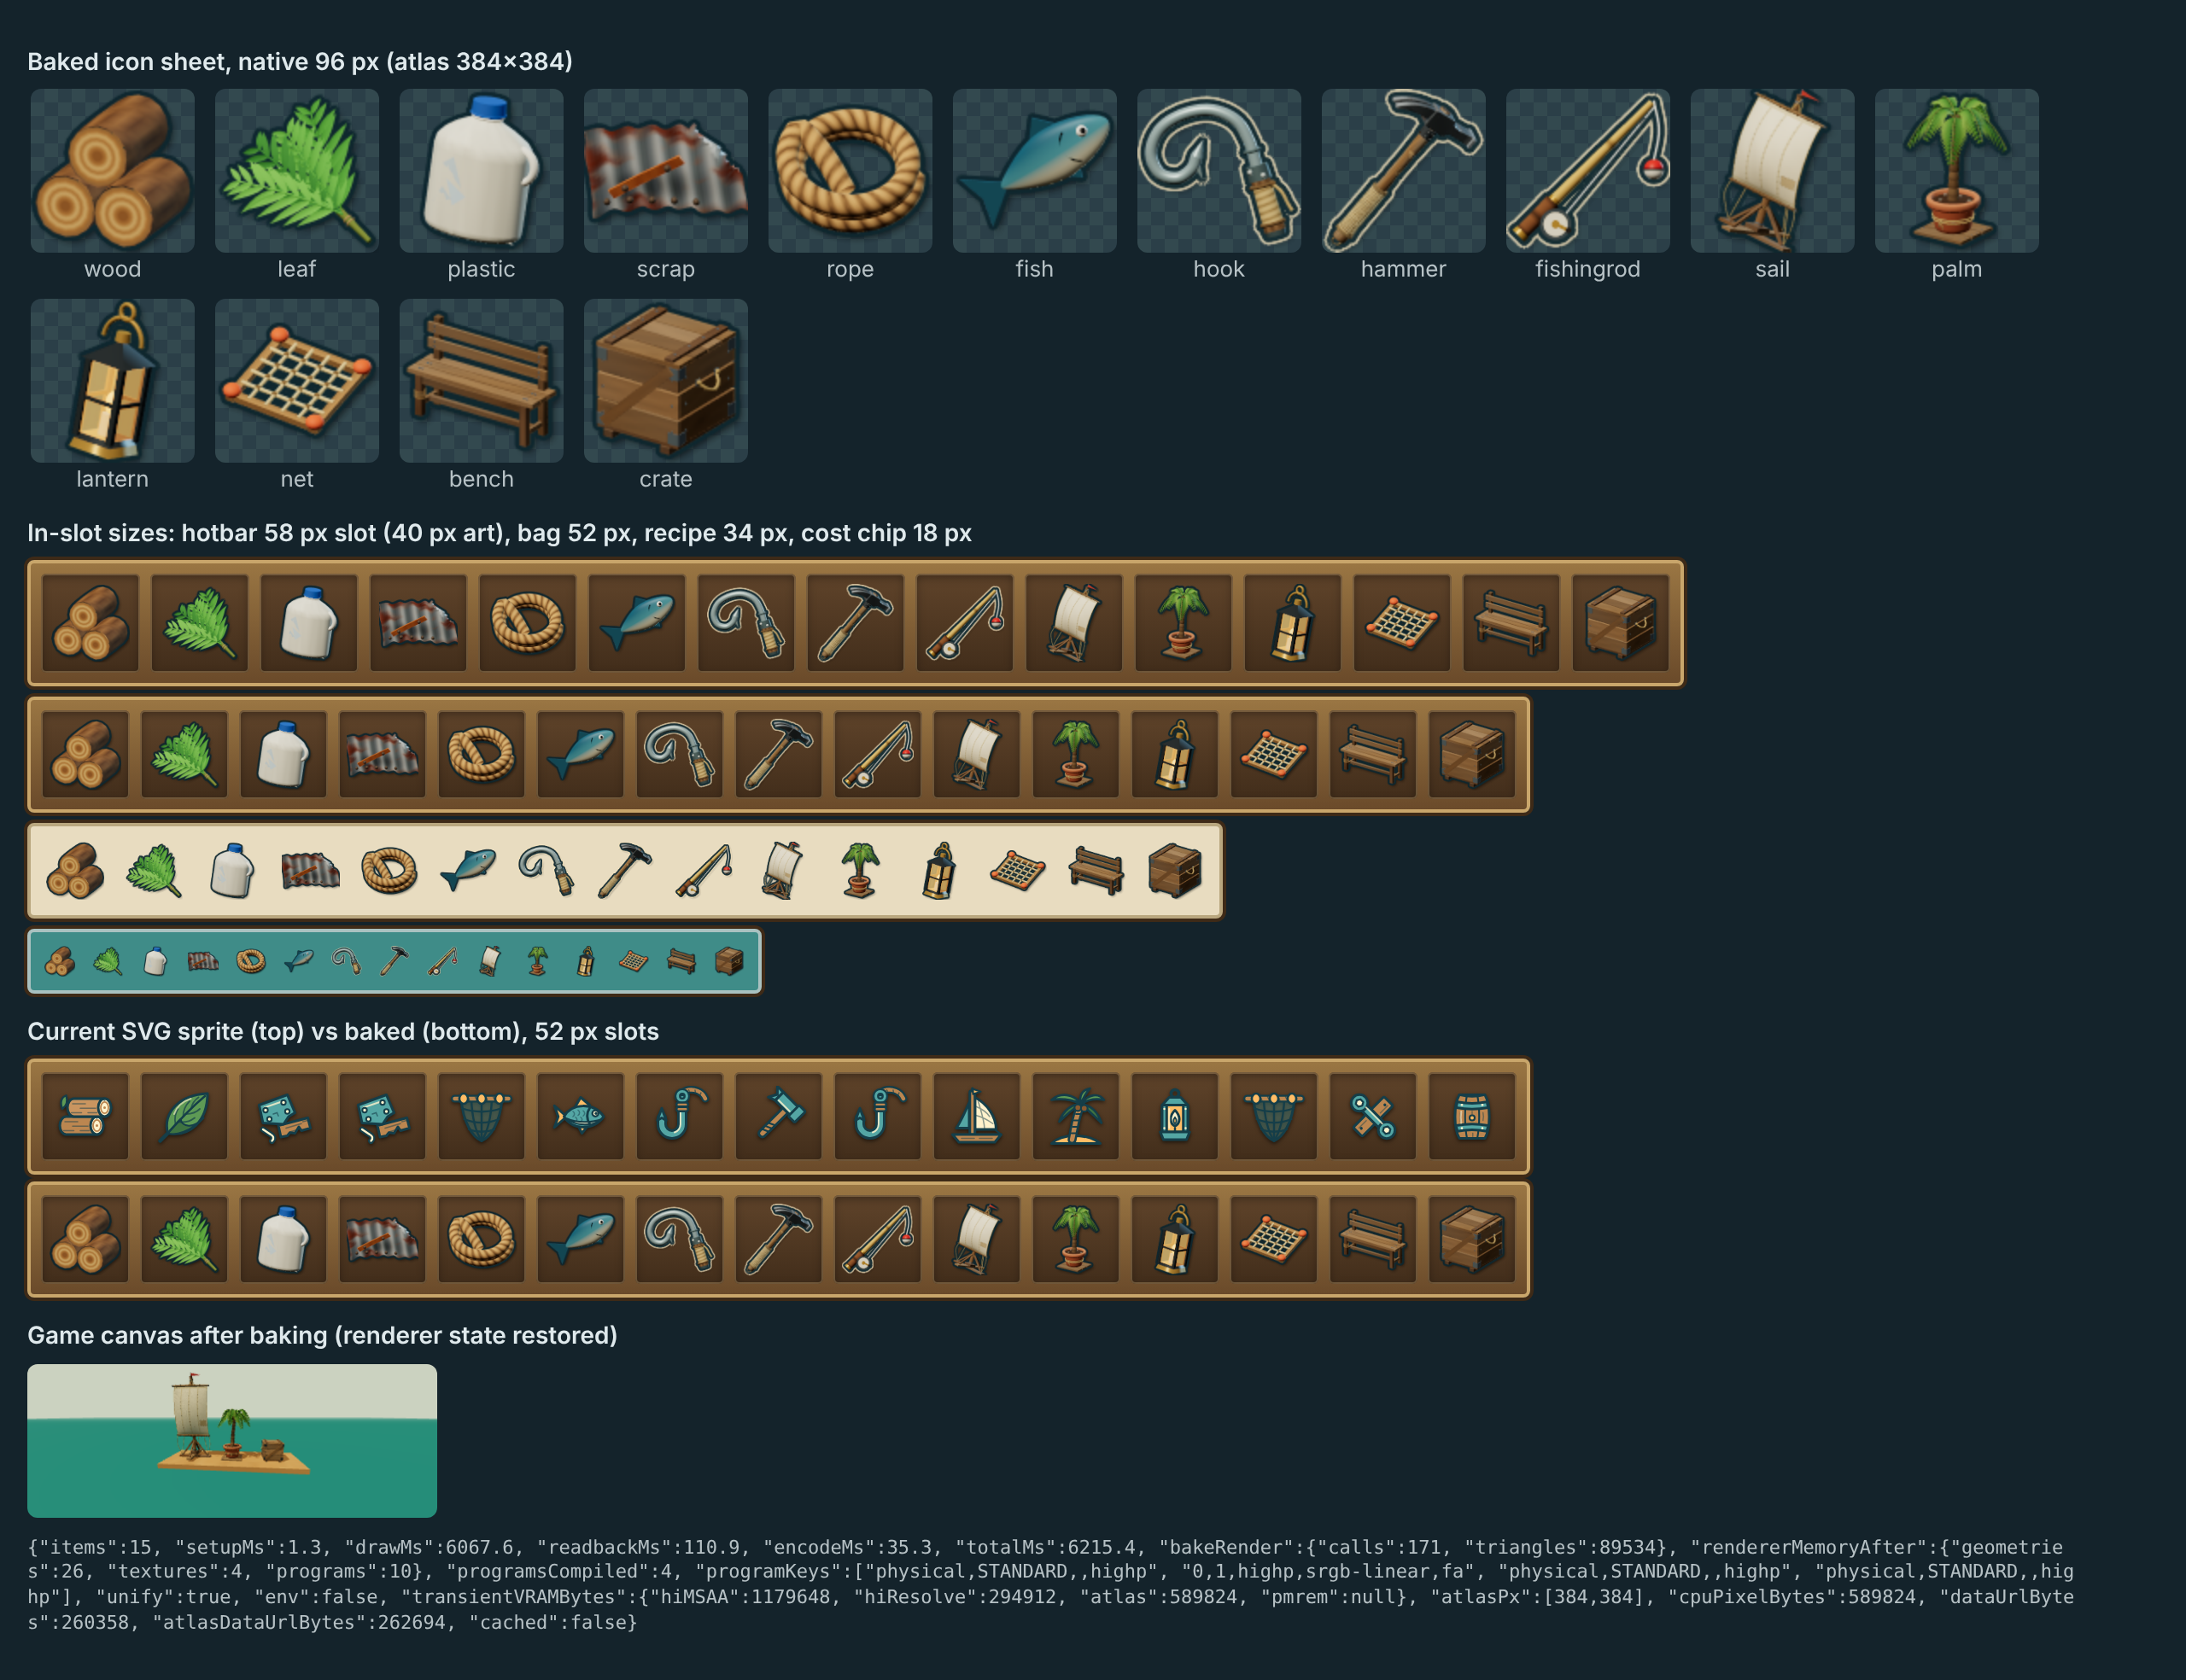 Baked icon sheet, native 96 px (atlas 384×384)
wood leaf plastic scrap rope fish hook hammer fishingrod sail palm
lantern net bench crate
In-slot sizes: hotbar 58 px slot (40 px art), bag 52 px, recipe 34 px, cost chip 18 px
Current SVG sprite (top) vs baked (bottom), 52 px slots
Game canvas after baking (renderer state restored)
{"items":15, "setupMs":1.3, "drawMs":6067.6, "readbackMs":110.9, "encodeMs":35.3, "totalMs":6215.4, "bakeRender":{"calls":171, "triangles":89534}, "rendererMemoryAfter":{"geometrie
s":26, "textures":4, "programs":10}, "programsCompiled":4, "programKeys":["physical,STANDARD,,highp", "0,1,highp,srgb-linear,fa", "physical,STANDARD,,highp", "physical,STANDARD,,hig
hp"], "unify":true, "env":false, "transientVRAMBytes":{"hiMSAA":1179648, "hiResolve":294912, "atlas":589824, "pmrem":null}, "atlasPx":[384,384], "cpuPixelBytes":589824, "dataUrlByte
s":260358, "atlasDataUrlBytes":262694, "cached":false}